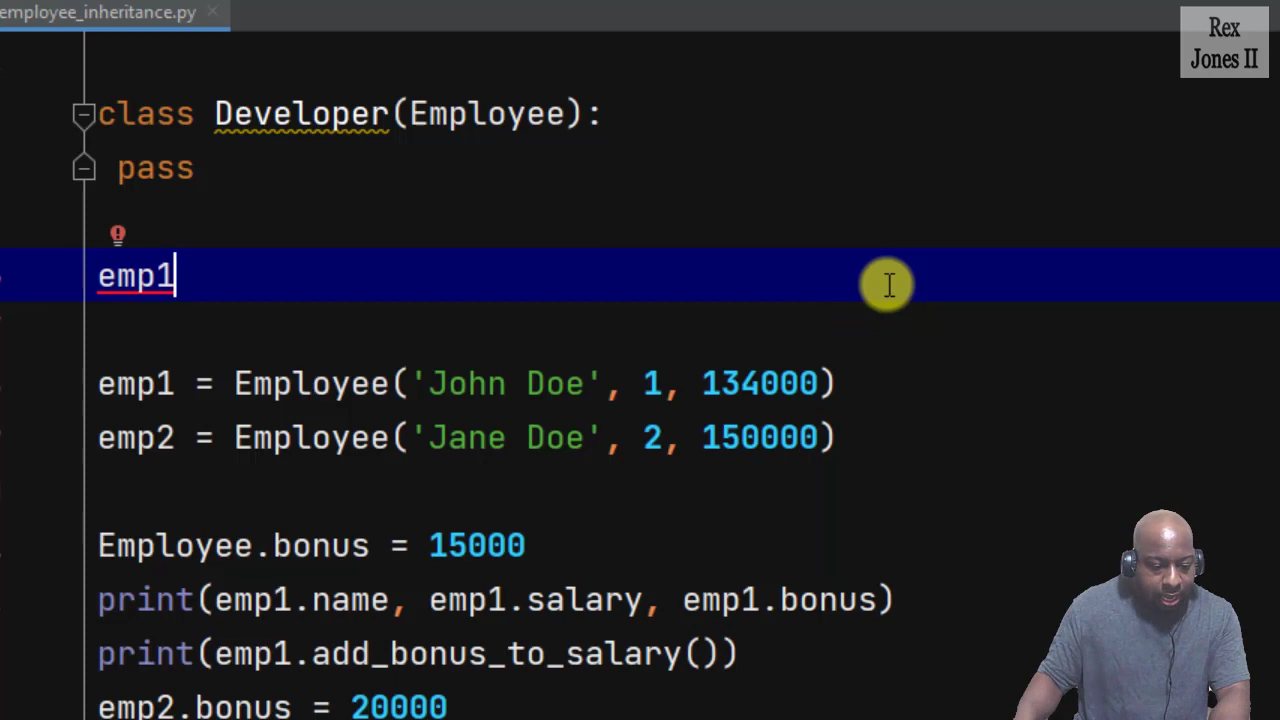 employee_inheritance.py
Rex
Jones II
class Developer(Employee):
pass
emp1
emp1 = Employee('John Doe', 1, 134000)
emp2 = Employee('Jane Doe', 2, 150000)
Employee.bonus = 15000
print(emp1.name, emp1.salary, emp1.bonus)
print(emp1.add_bonus_to_salary())
emp2.bonus = 20000